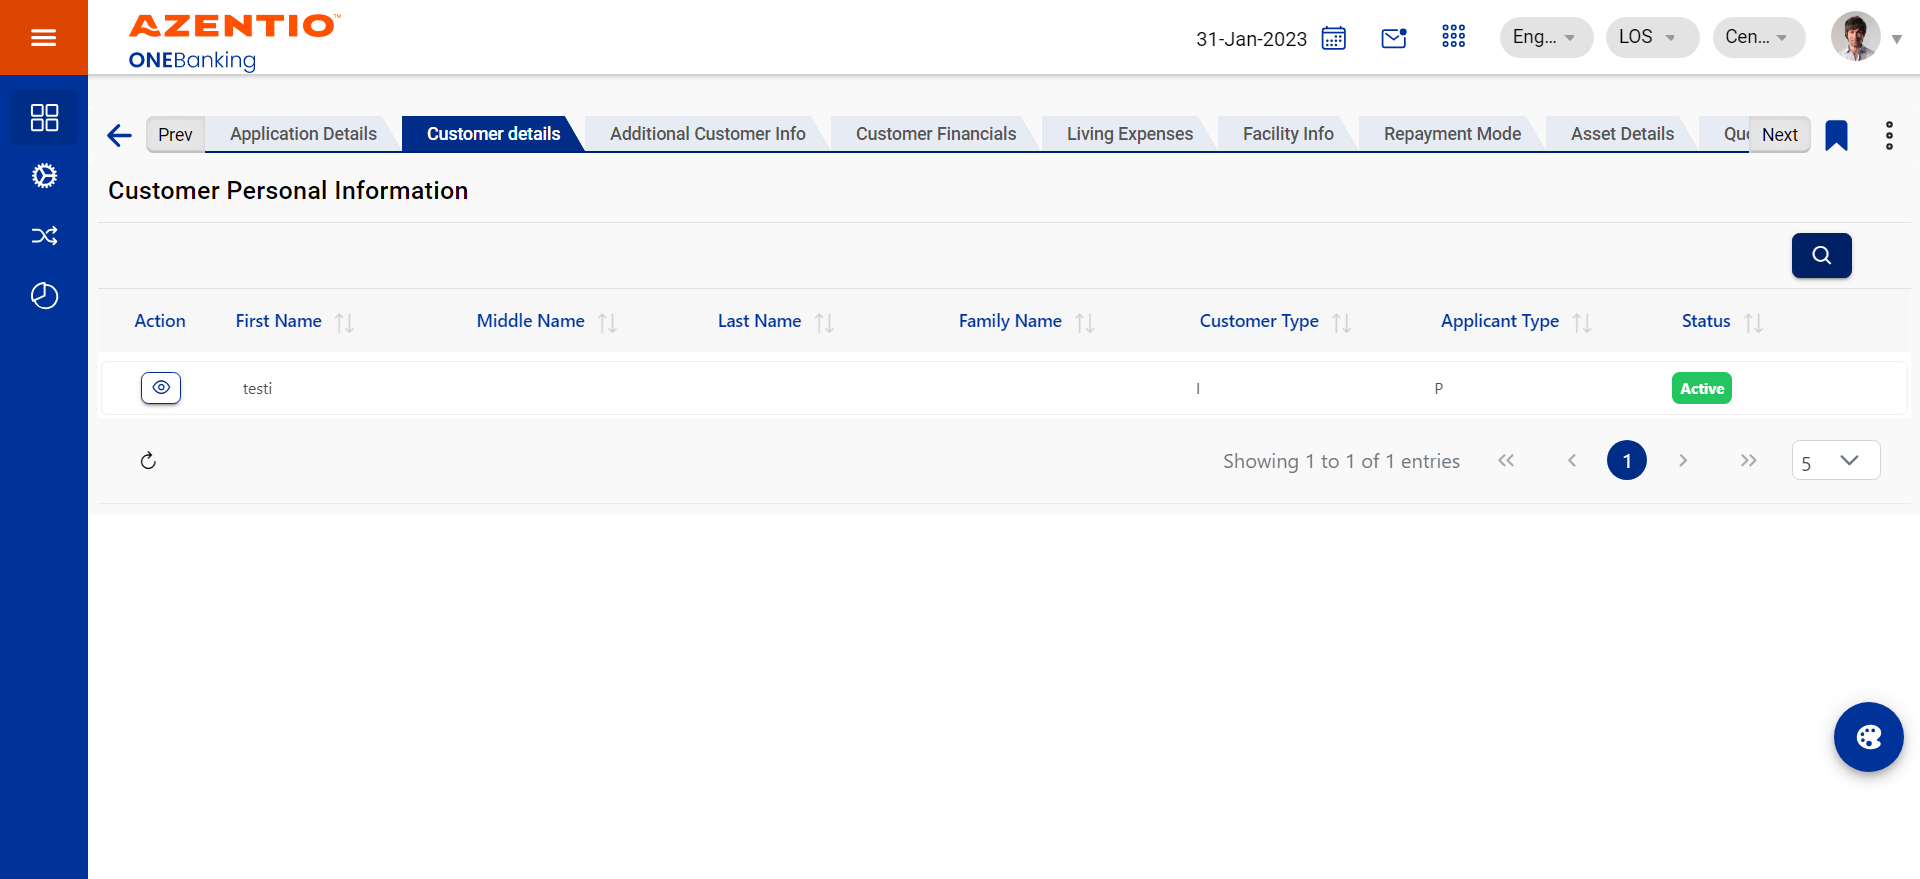 AZENTIO™
ONEBanking
31-Jan-2023
Eng...
LOS
Cen...
Prev
Application Details
Customer details
Additional Customer Info
Customer Financials
Living Expenses
Facility Info
Repayment Mode
Asset Details
Next
Customer Personal Information
Action First Name Middle Name Last Name Family Name Customer Type Applicant Type Status
testi I P Active
Showing 1 to 1 of 1 entries
1
5